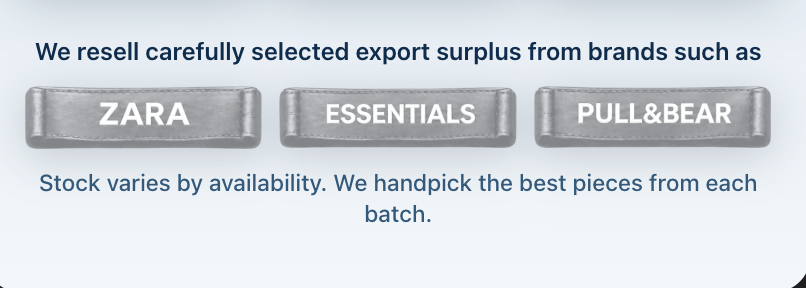 We resell carefully selected export surplus from brands such as
ZARA
ESSENTIALS
PULL&BEAR
Stock varies by availability. We handpick the best pieces from each
batch.